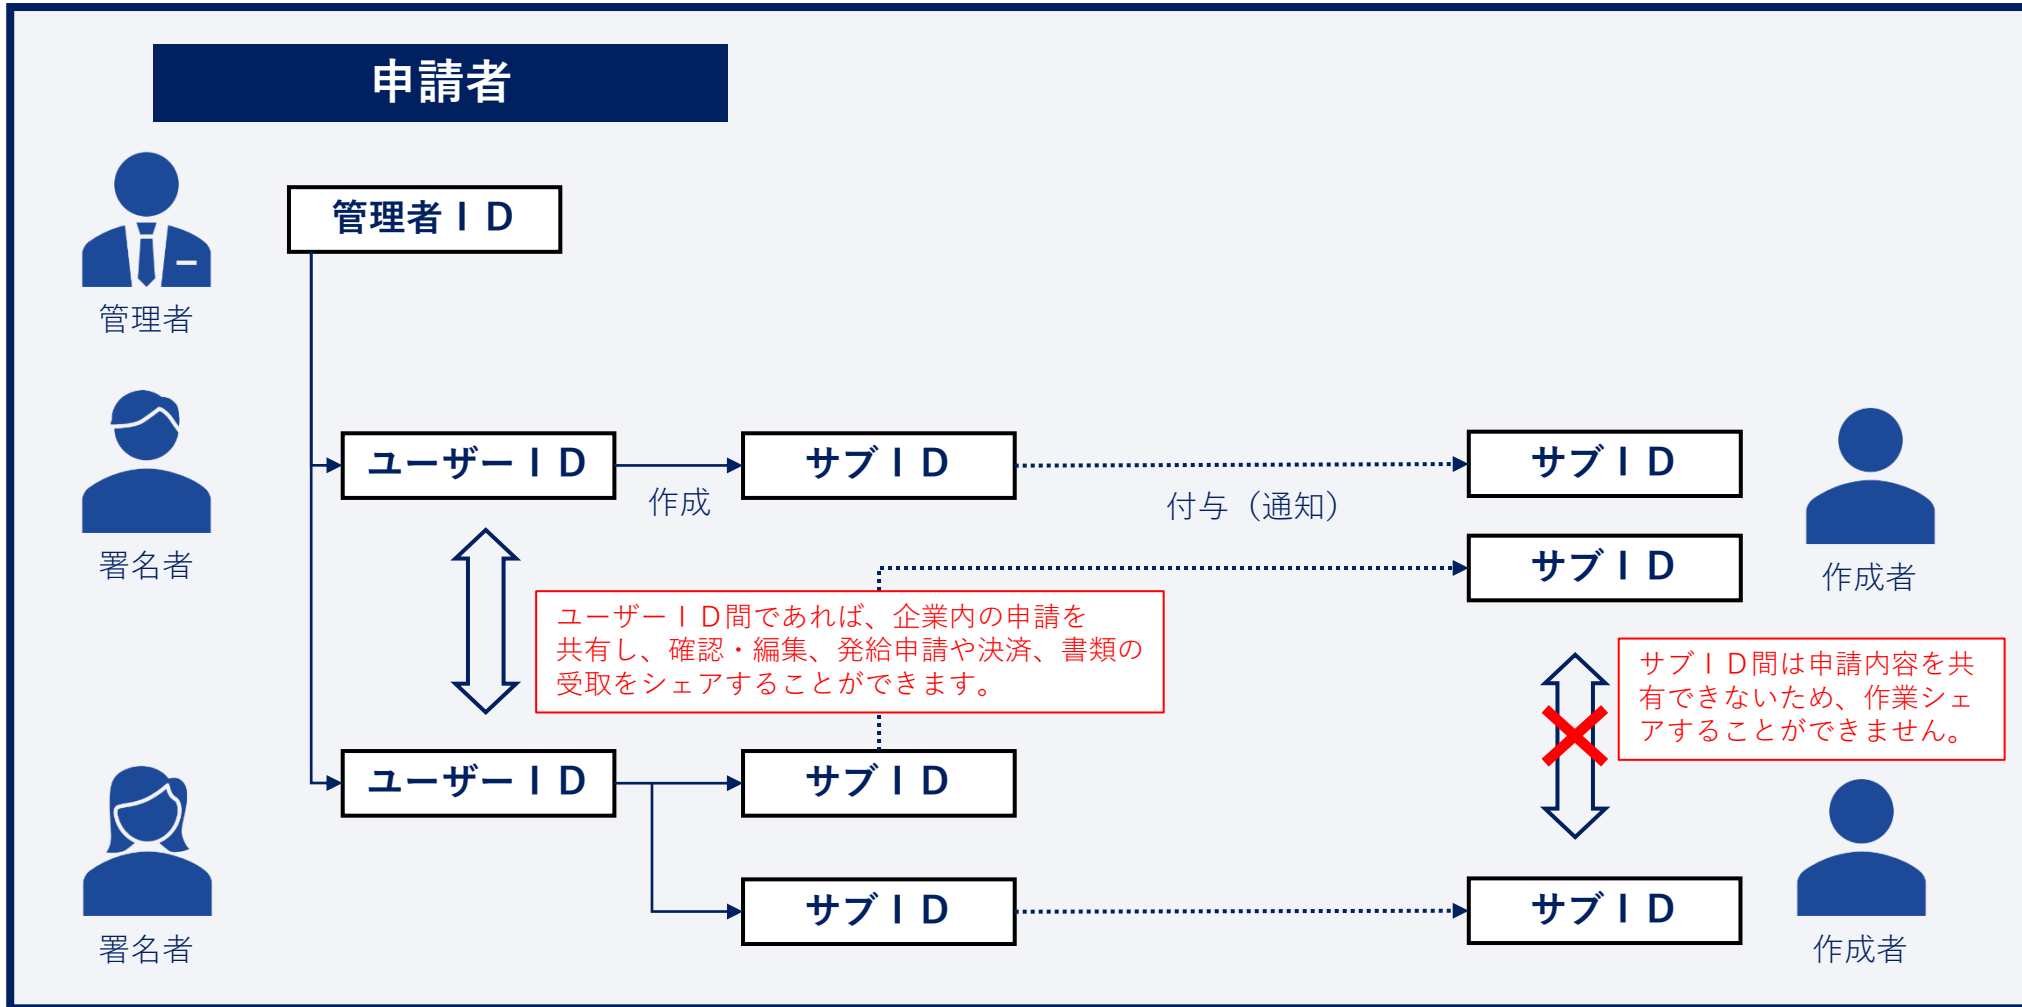 申請者
管理者ＩＤ
管理者
ユーザーＩＤ
サブＩＤ
サブＩＤ
作成
付与（通知）
署名者
サブＩＤ
作成者
ユーザーＩＤ間であれば、企業内の申請を
共有し、確認・編集、発給申請や決済、書類の
受取をシェアすることができます。
サブＩＤ間は申請内容を共
有できないため、作業シェ
アすることができません。
ユーザーＩＤ
サブＩＤ
サブＩＤ
サブＩＤ
署名者
作成者